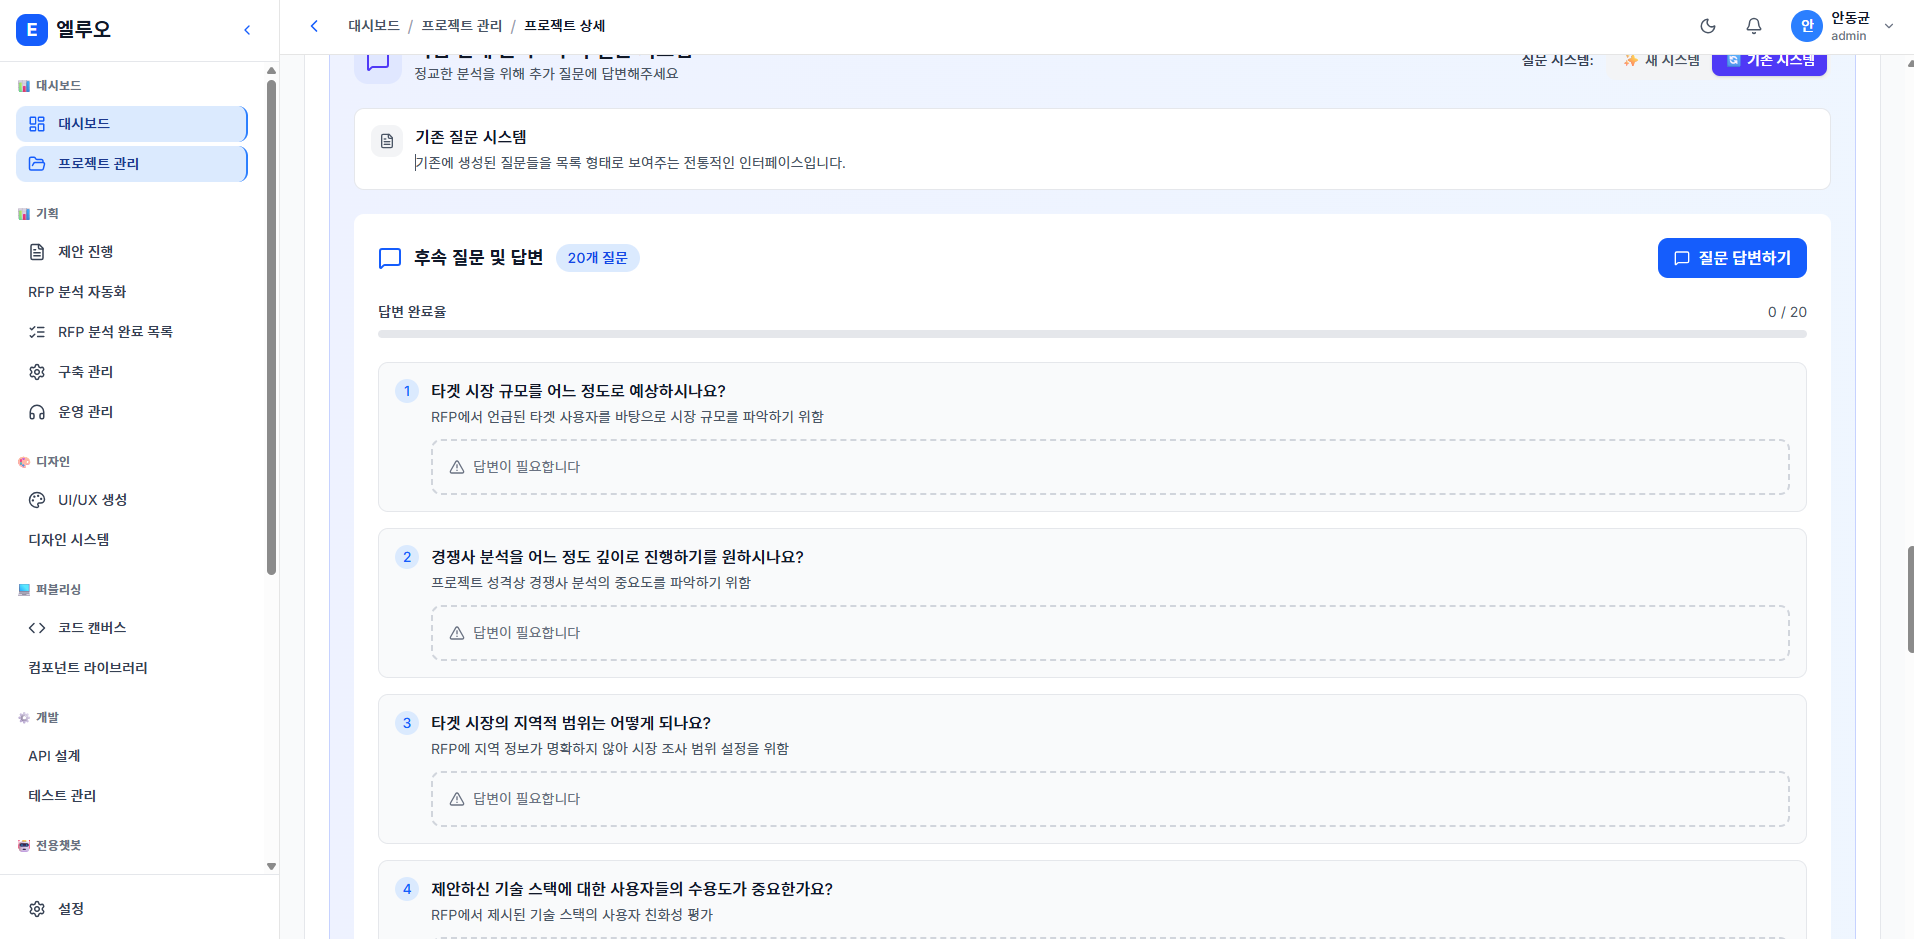 E 엘루오
대시보드
대시보드
프로젝트 관리
기획
제안 진행
RFP 분석 자동화
RFP 분석 완료 목록
구축 관리
운영 관리
디자인
UI/UX 생성
디자인 시스템
퍼블리싱
코드 캔버스
컴포넌트 라이브러리
개발
API 설계
테스트 관리
전용챗봇
설정
대시보드 / 프로젝트 관리 / 프로젝트 상세
안 안동균
admin
정교한 분석을 위해 추가 질문에 답변해주세요
질문 시스템: 새 시스템 기존 시스템
기존 질문 시스템
기존에 생성된 질문들을 목록 형태로 보여주는 전통적인 인터페이스입니다.
후속 질문 및 답변 20개 질문
질문 답변하기
답변 완료율 0 / 20
1 타겟 시장 규모를 어느 정도로 예상하시나요?
RFP에서 언급된 타겟 사용자를 바탕으로 시장 규모를 파악하기 위함
답변이 필요합니다
2 경쟁사 분석을 어느 정도 깊이로 진행하기를 원하시나요?
프로젝트 성격상 경쟁사 분석의 중요도를 파악하기 위함
답변이 필요합니다
3 타겟 시장의 지역적 범위는 어떻게 되나요?
RFP에 지역 정보가 명확하지 않아 시장 조사 범위 설정을 위함
답변이 필요합니다
4 제안하신 기술 스택에 대한 사용자들의 수용도가 중요한가요?
RFP에서 제시된 기술 스택의 사용자 친화성 평가